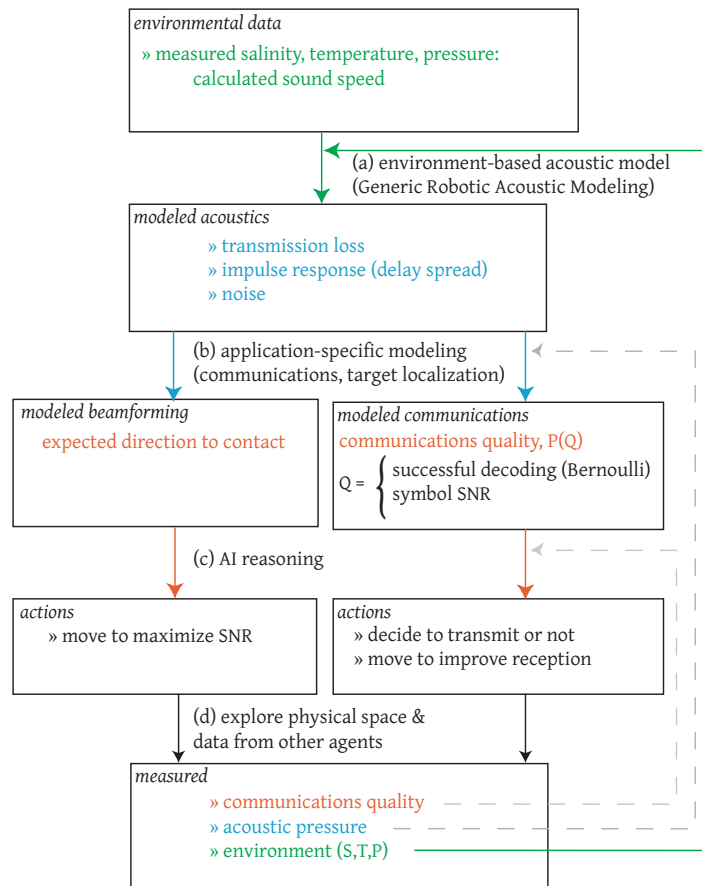 environmental data
» measured salinity, temperature, pressure:
calculated sound speed
(a) environment-based acoustic model
(Generic Robotic Acoustic Modeling)
modeled acoustics
» transmission loss
» impulse response (delay spread)
» noise
(b) application-specific modeling
(communications, target localization)
modeled beamforming
expected direction to contact
modeled communications
communications quality, P(Q)
Q = { successful decoding (Bernoulli)
symbol SNR
(c) AI reasoning
actions
» move to maximize SNR
actions
» decide to transmit or not
» move to improve reception
(d) explore physical space &
data from other agents
measured
» communications quality
» acoustic pressure
» environment (S,T,P)